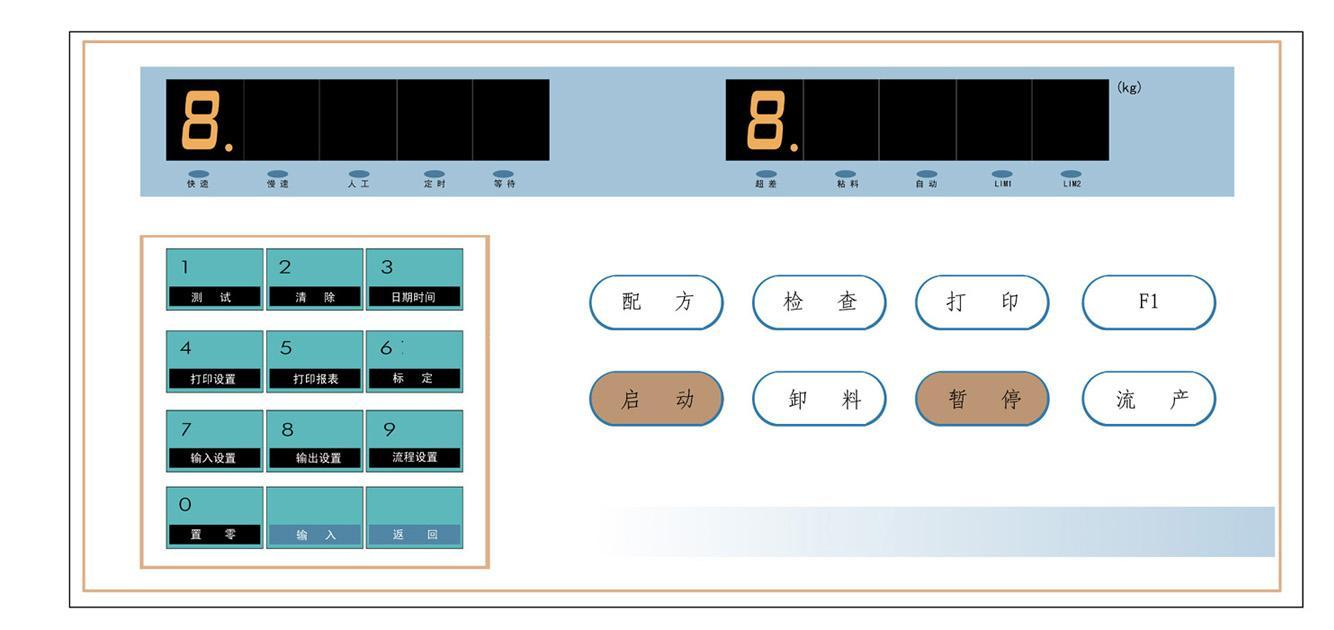 8. 8. (kg)
快速 慢速 人工 定时 等待 超差 粘料 自动 LIM1 LIM2
1 2 3
测试 清除 日期时间
4 5 6
打印设置 打印报表 标定
7 8 9
输入设置 输出设置 流程设置
0
置零 输入 返回
配方 检查 打印 F1
启动 卸料 暂停 流产